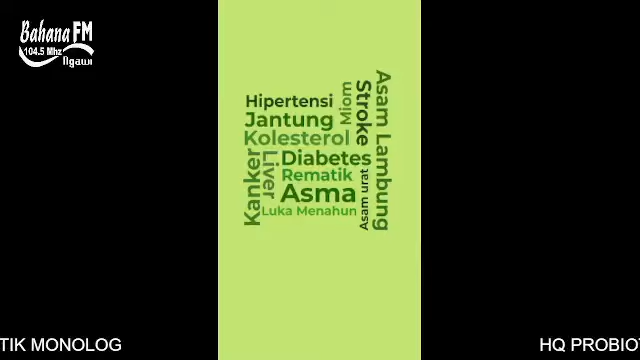 Bahana FM
104.5 Mhz
Ngawi
Hipertensi
Jantung
Kolesterol
Miom
Stroke
Asam Lambung
Kanker
Liver
Diabetes
Rematik
Asma
Luka Menahun
Asam urat
TIK MONOLOG
HQ PROBIO